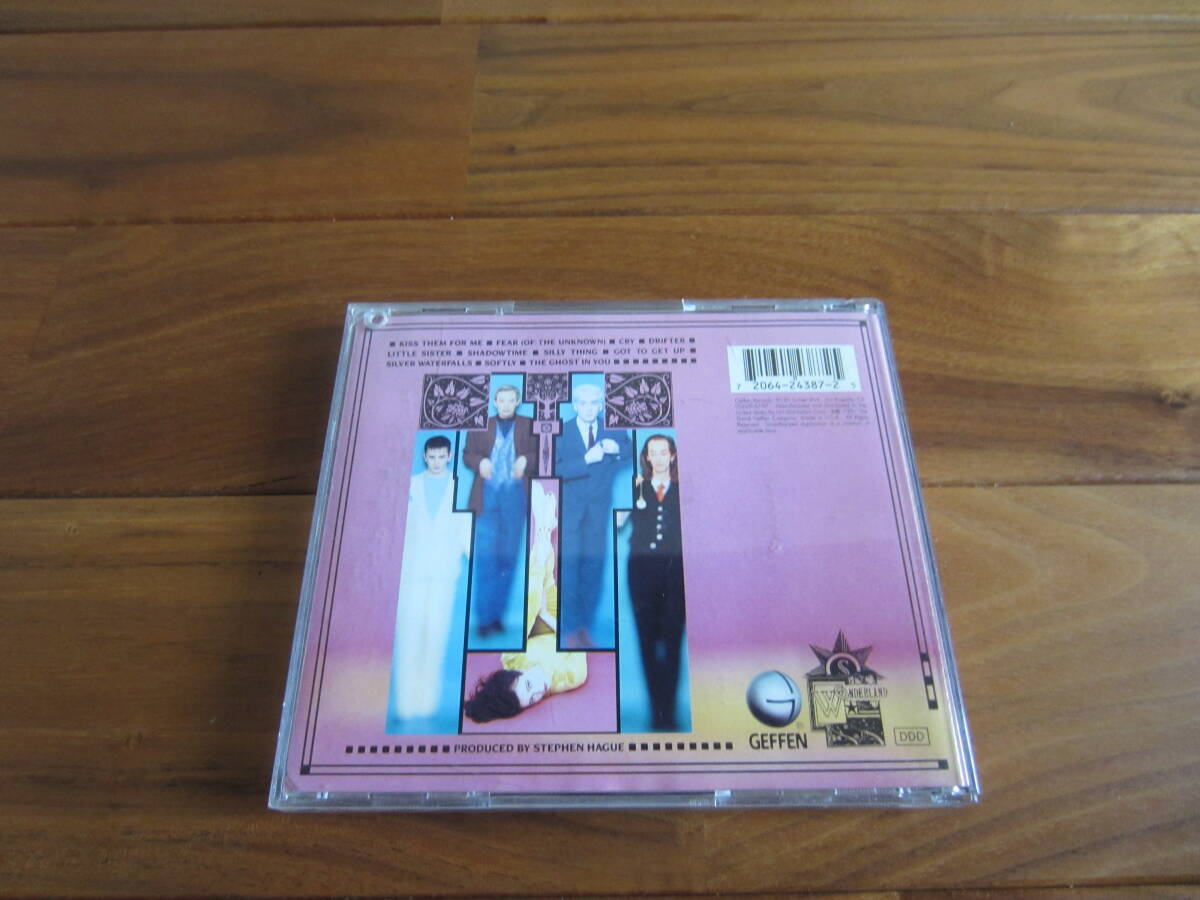 ■ KISS THEM FOR ME ■ FEAR (OF THE UNKNOWN) ■ CRY ■ DRIFTER ■
LITTLE SISTER ■ SHADOWTIME ■ SILLY THING ■ GOT TO GET UP ■
SILVER WATERFALLS ■ SOFTLY ■ THE GHOST IN YOU ■ ■ ■ ■ ■ ■ ■ ■ ■
7 2064-24387-2 5
PRODUCED BY STEPHEN HAGUE
GEFFEN
WONDERLAND
DDD